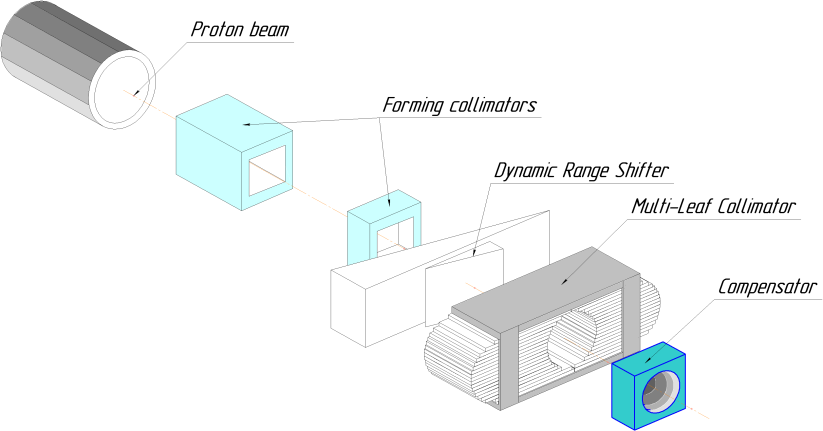 Proton beam
Forming collimators
Dynamic Range Shifter
Multi-Leaf Collimator
Compensator